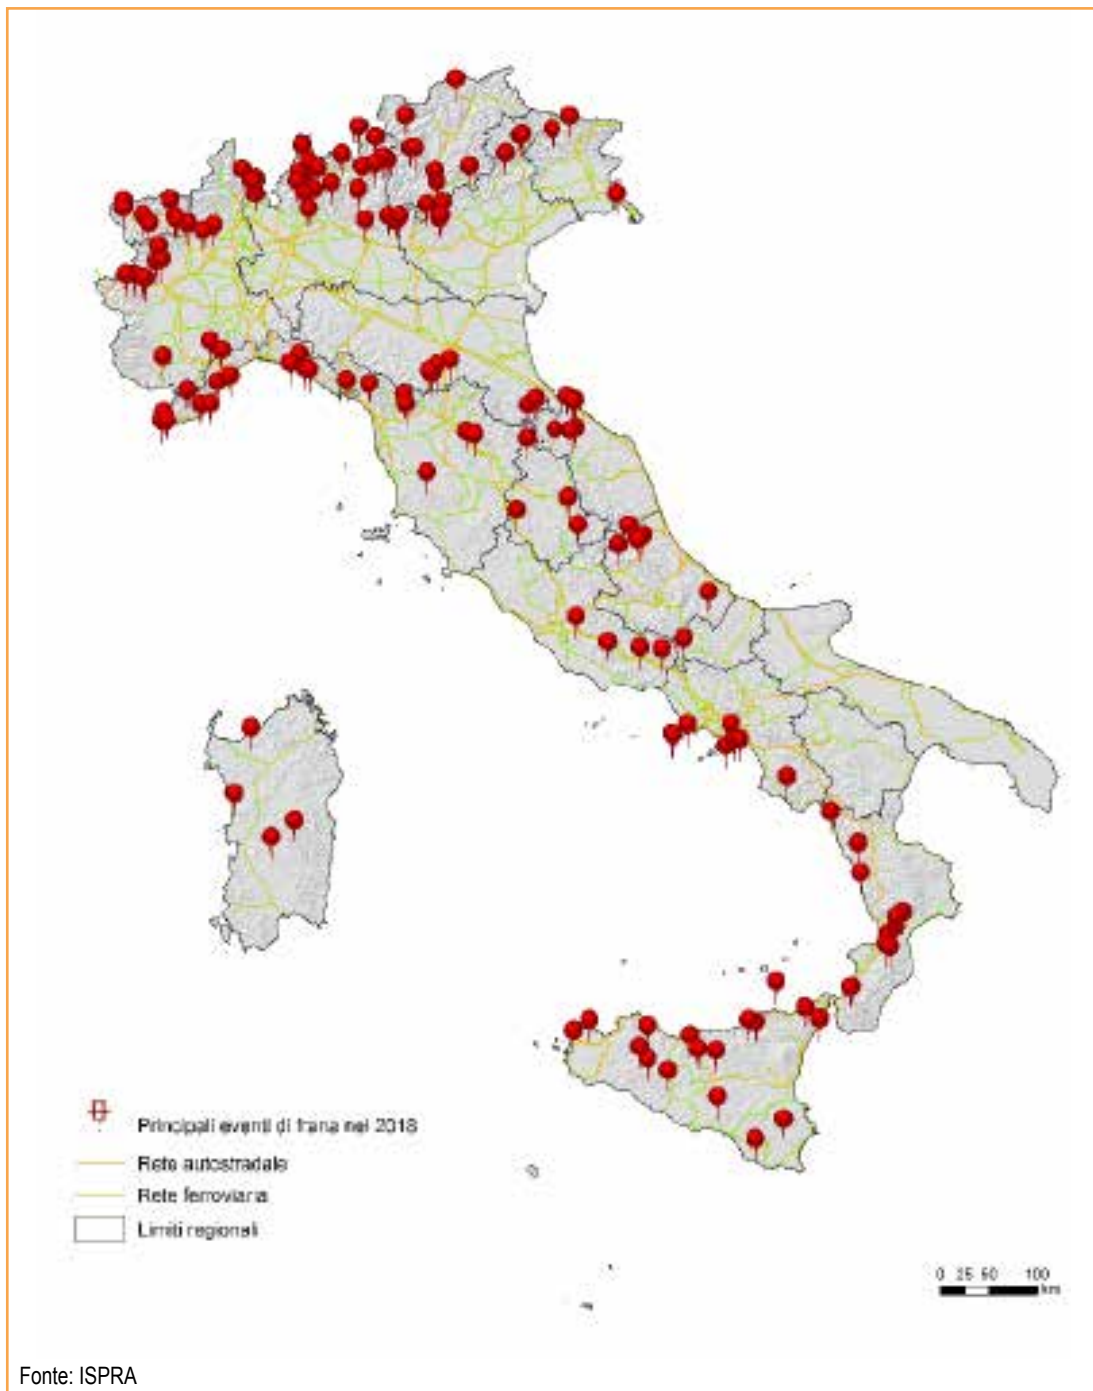 Principali eventi di frana nel 2018
Rete autostradale
Rete ferroviaria
Limiti regionali
0 25 50 100
km
Fonte: ISPRA